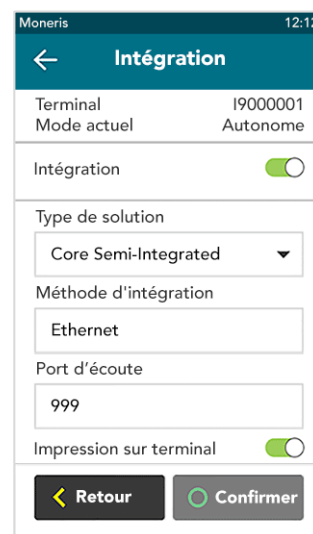 Moneris 12:12
Intégration
Terminal I9000001
Mode actuel Autonome
Intégration
Type de solution
Core Semi-Integrated
Méthode d'intégration
Ethernet
Port d’écoute
999
Impression sur terminal
Retour Confirmer